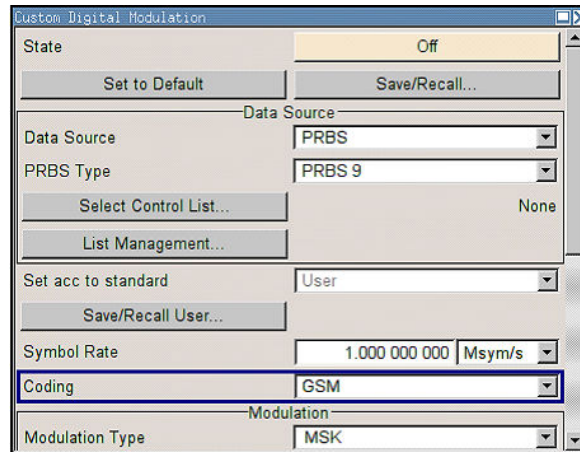 Custom Digital Modulation
State Off
Set to Default Save/Recall...
Data Source
Data Source PRBS
PRBS Type PRBS 9
Select Control List... None
List Management...
Set acc to standard User
Save/Recall User...
Symbol Rate 1.000 000 000 Msym/s
Coding GSM
Modulation
Modulation Type MSK